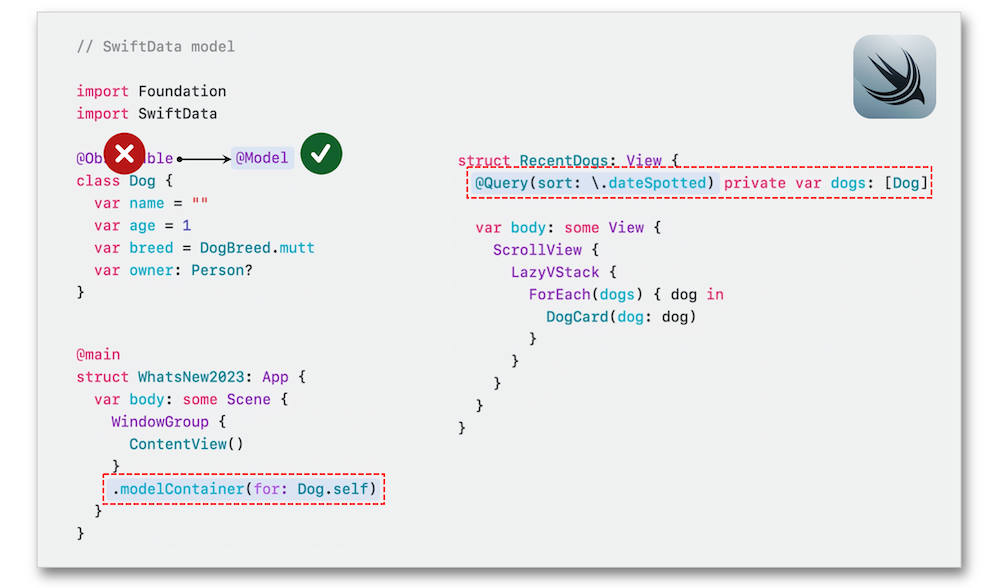 // SwiftData model
import Foundation
import SwiftData
@Model
class Dog {
var name = ""
var age = 1
var breed = DogBreed.mutt
var owner: Person?
}
@main
struct WhatsNew2023: App {
var body: some Scene {
WindowGroup {
ContentView()
}
.modelContainer(for: Dog.self)
}
}
struct RecentDogs: View {
@Query(sort: \.dateSpotted) private var dogs: [Dog]
var body: some View {
ScrollView {
LazyVStack {
ForEach(dogs) { dog in
DogCard(dog: dog)
}
}
}
}
}